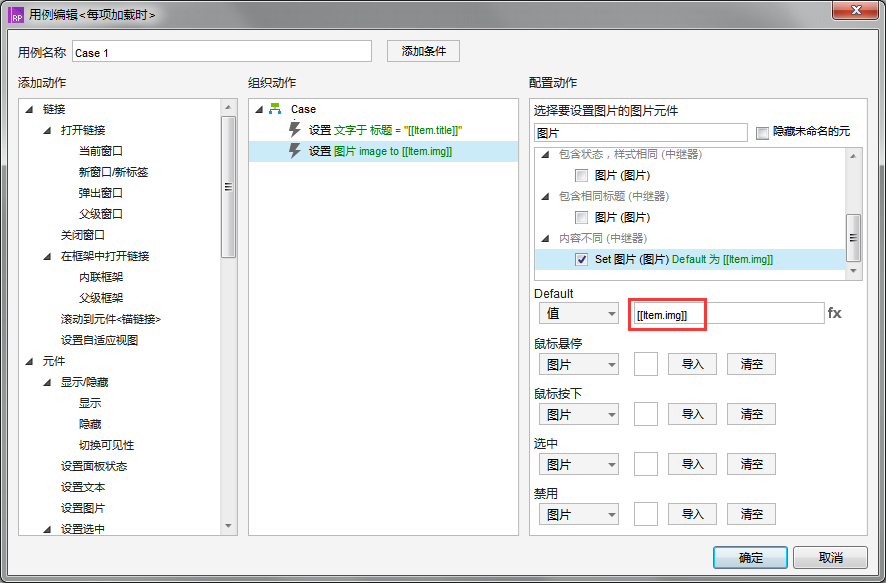 RP 用例编辑<每项加载时>
用例名称 Case 1 添加条件
添加动作
链接
打开链接
当前窗口
新窗口/新标签
弹出窗口
父级窗口
关闭窗口
在框架中打开链接
内联框架
父级框架
滚动到元件<锚链接>
设置自适应视图
元件
显示/隐藏
显示
隐藏
切换可见性
设置面板状态
设置文本
设置图片
设置选中
组织动作
Case
设置 文字于 标题 = "[[Item.title]]"
设置 图片 image to [[Item.img]]
配置动作
选择要设置图片的图片元件
图片 隐藏未命名的元
包含状态，样式相同 (中继器)
图片 (图片)
包含相同标题 (中继器)
图片 (图片)
内容不同 (中继器)
Set 图片 (图片) Default 为 [[Item.img]]
Default
值 [[Item.img]] fx
鼠标悬停
图片 导入 清空
鼠标按下
图片 导入 清空
选中
图片 导入 清空
禁用
图片 导入 清空
确定 取消